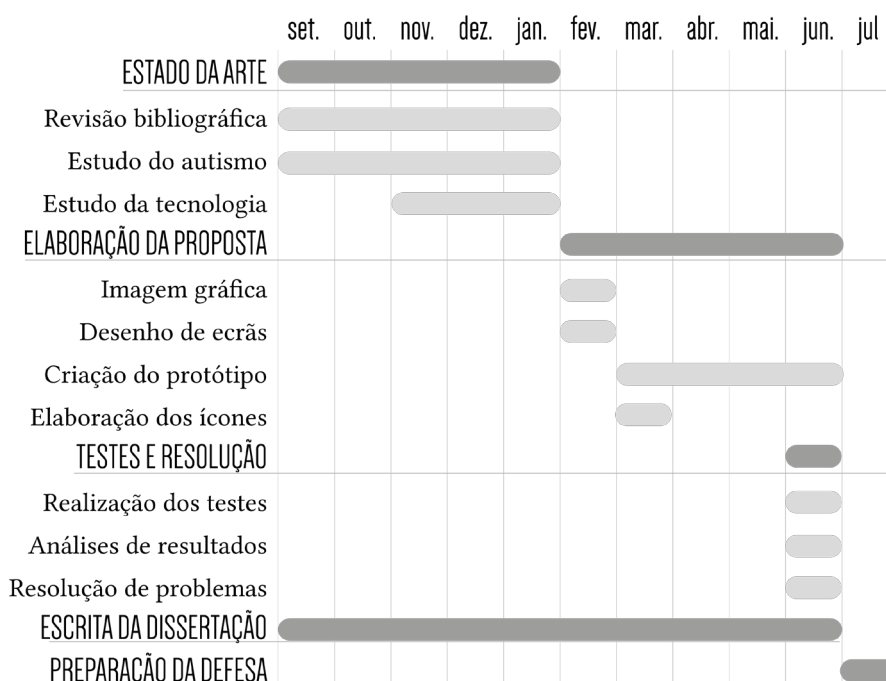 set. out. nov. dez. jan. fev. mar. abr. mai. jun. jul
ESTADO DA ARTE
Revisão bibliográfica
Estudo do autismo
Estudo da tecnologia
ELABORAÇÃO DA PROPOSTA
Imagem gráfica
Desenho de ecrãs
Criação do protótipo
Elaboração dos ícones
TESTES E RESOLUÇÃO
Realização dos testes
Análises de resultados
Resolução de problemas
ESCRITA DA DISSERTAÇÃO
PREPARAÇÃO DA DEFESA